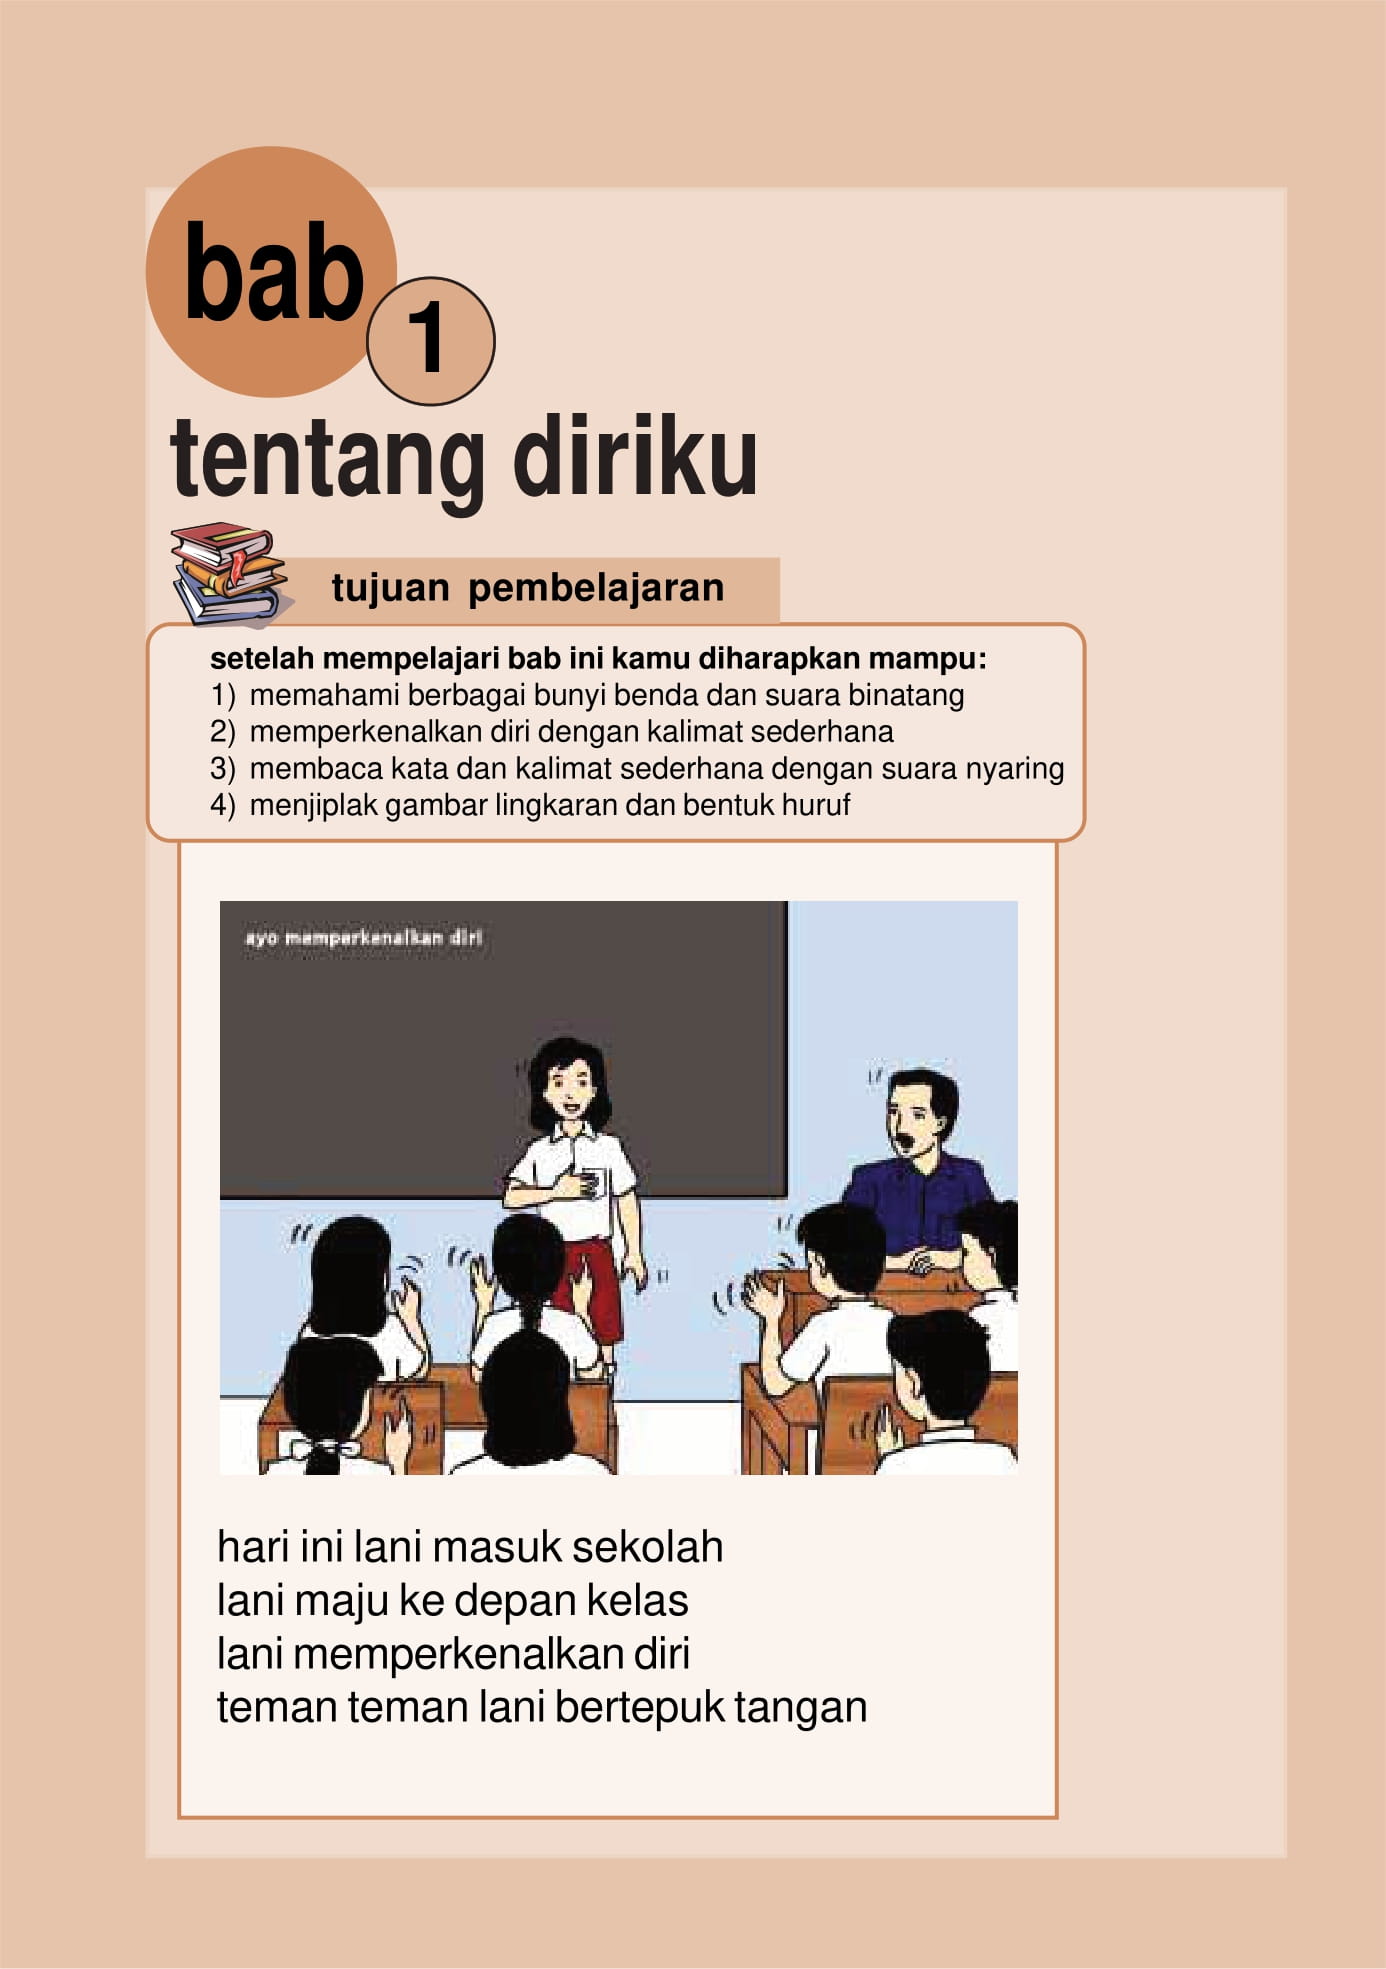 bab
1
tentang diriku
tujuan pembelajaran
setelah mempelajari bab ini kamu diharapkan mampu:
1) memahami berbagai bunyi benda dan suara binatang
2) memperkenalkan diri dengan kalimat sederhana
3) membaca kata dan kalimat sederhana dengan suara nyaring
4) menjiplak gambar lingkaran dan bentuk huruf
ayo memperkenalkan diri
hari ini lani masuk sekolah
lani maju ke depan kelas
lani memperkenalkan diri
teman teman lani bertepuk tangan